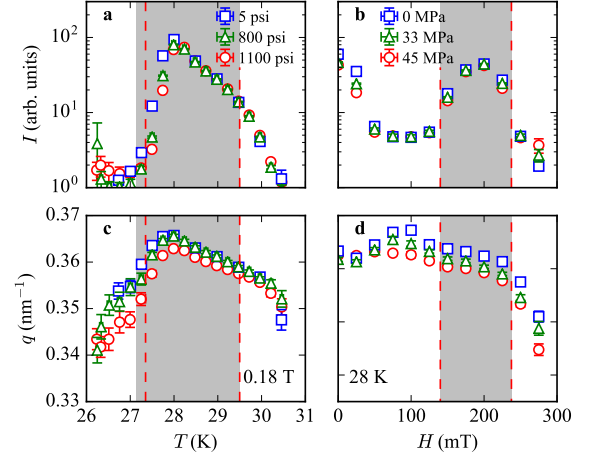 a
5 psi
800 psi
1100 psi
b
0 MPa
33 MPa
45 MPa
I (arb. units)
10²
10¹
10⁰
c
d
q (nm⁻¹)
0.37
0.36
0.35
0.34
0.33
0.18 T
28 K
26 27 28 29 30 31
0 100 200 300
T (K)
H (mT)